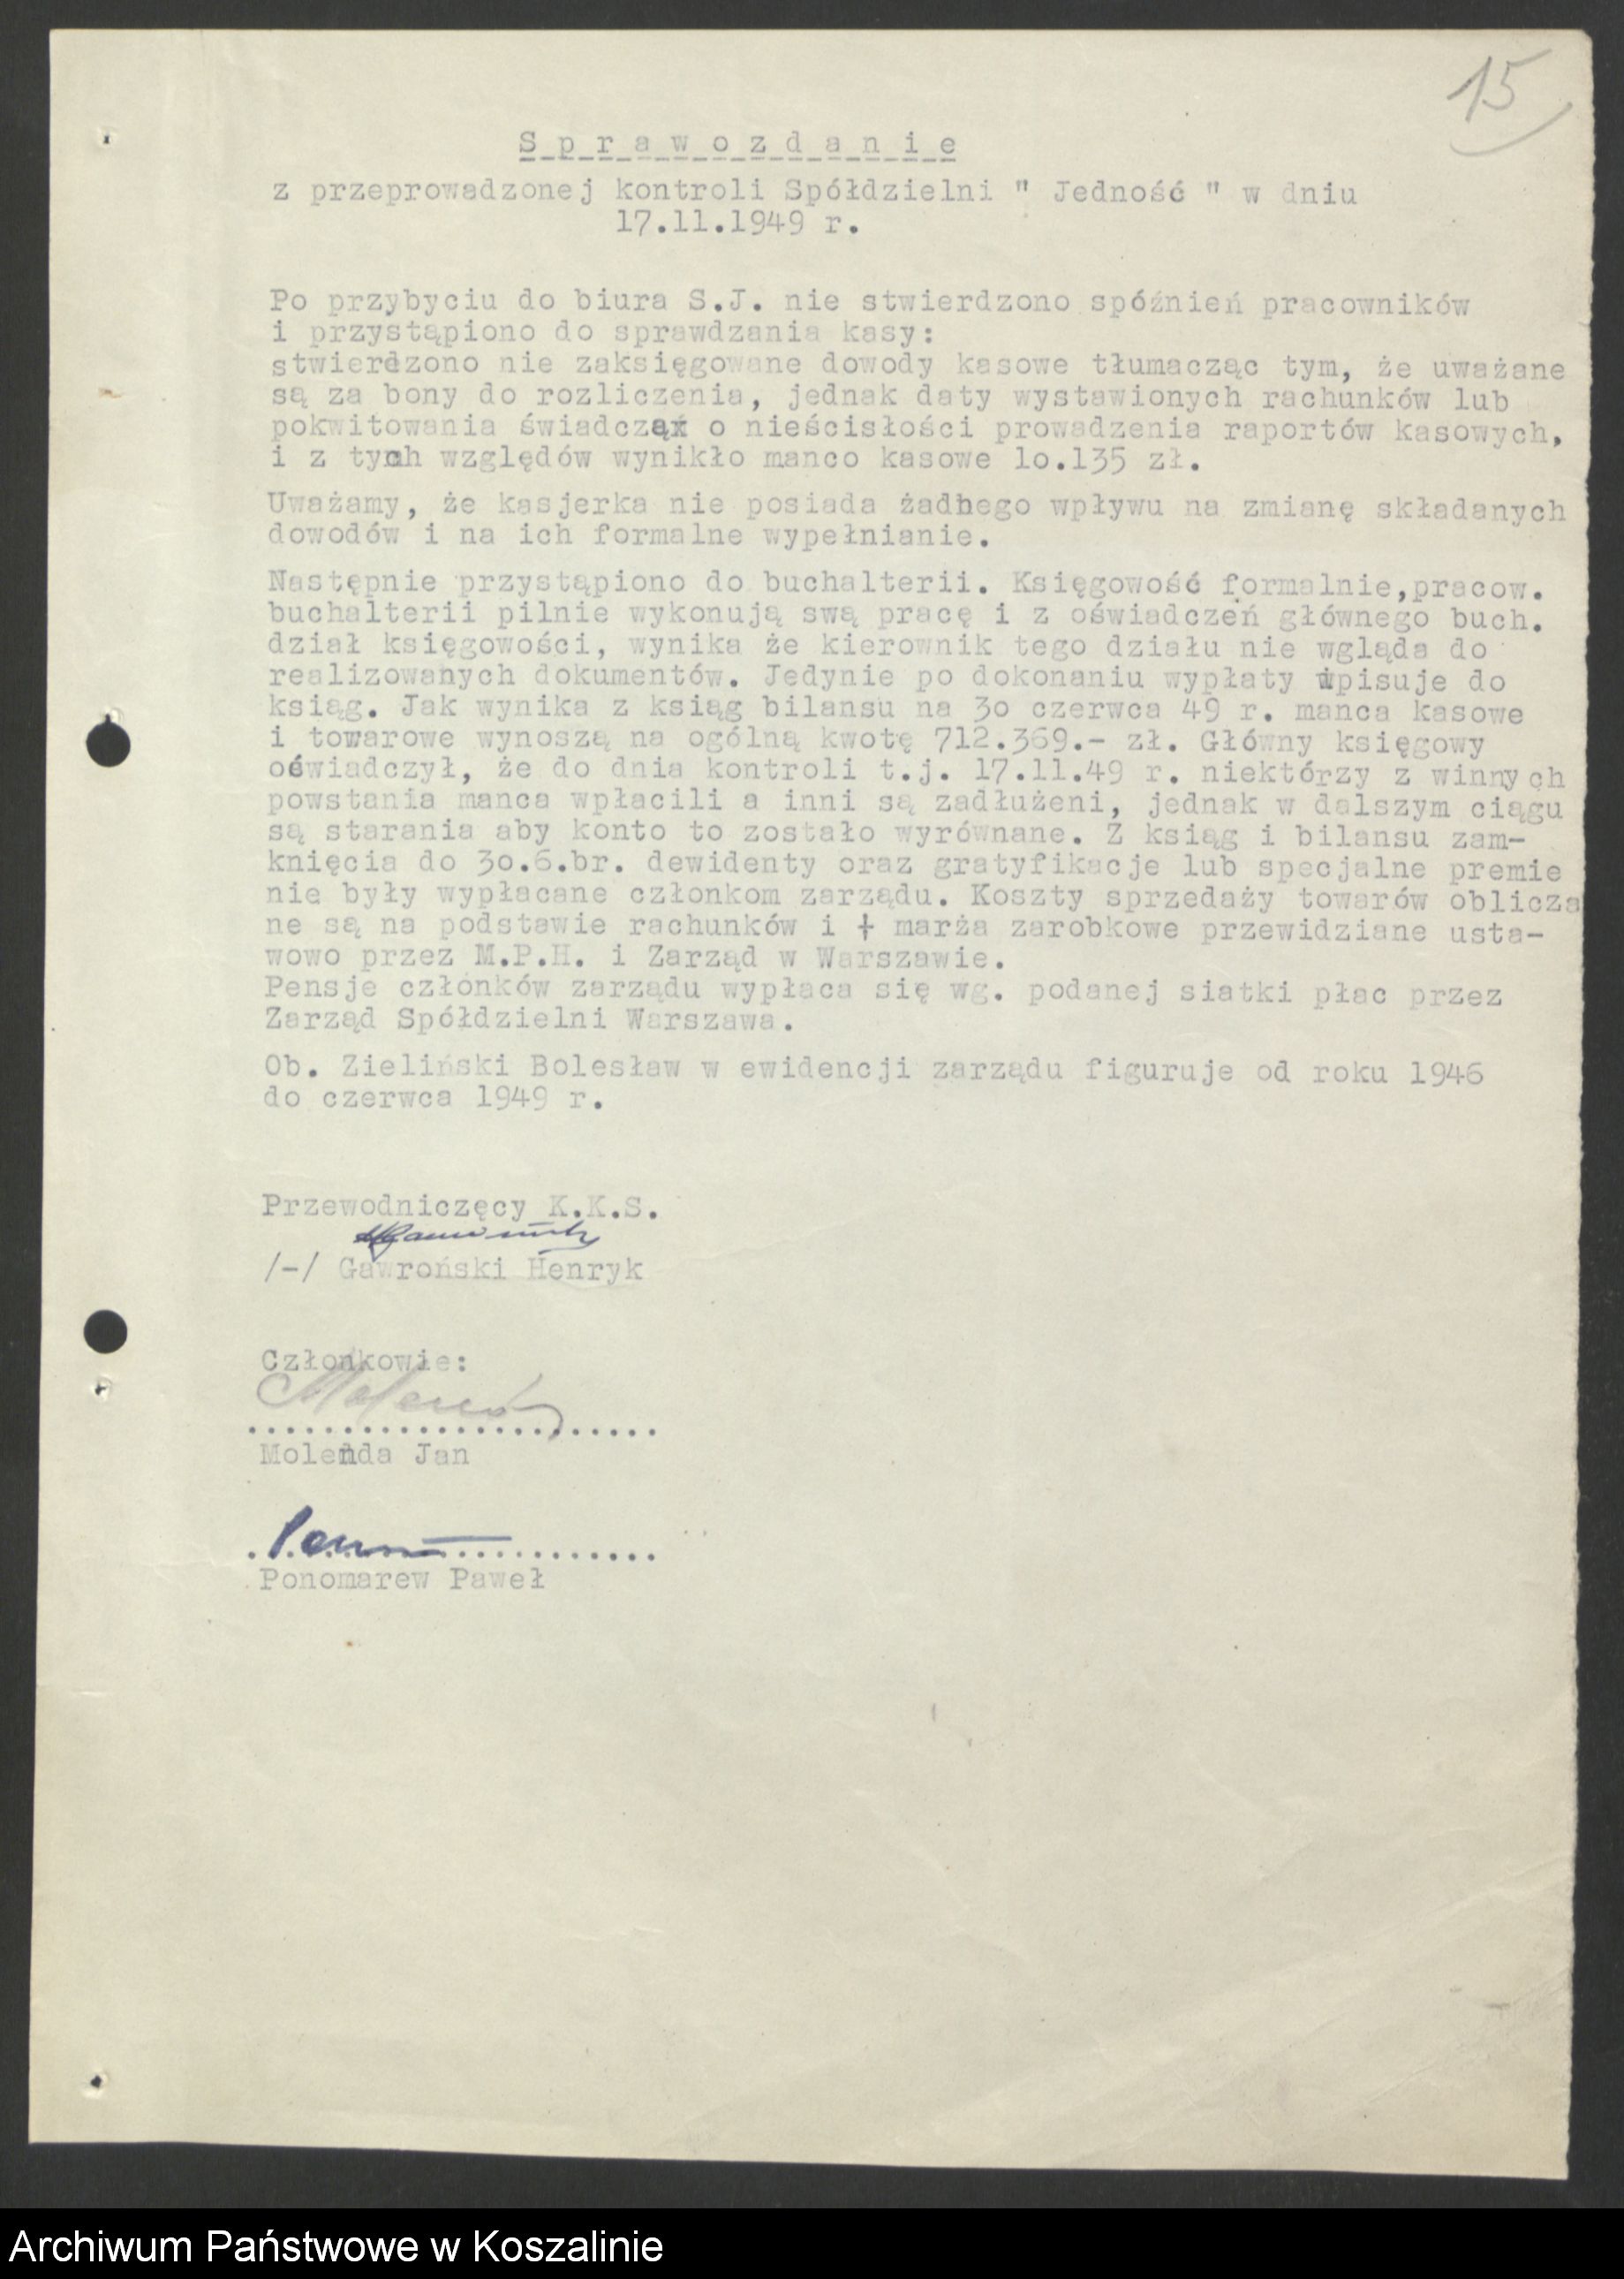 15
Sprawozdanie
z przeprowadzonej kontroli Spółdzielni " Jedność " w dniu
17.11.1949 r.
Po przybyciu do biura S.J. nie stwierdzono spóźnień pracowników
i przystąpiono do sprawdzania kasy:
stwierdzono nie zaksięgowane dowody kasowe tłumacząc tym, że uważane
są za bony do rozliczenia, jednak daty wystawionych rachunków lub
pokwitowania świadczą o nieścisłości prowadzenia raportów kasowych,
i z tych względów wynikło manco kasowe lo.135 zł.
Uważamy, że kasjerka nie posiada żadnego wpływu na zmianę składanych
dowodów i na ich formalne wypełnianie.
Następnie przystąpiono do buchalterii. Księgowość formalnie,pracow.
buchalterii pilnie wykonują swą pracę i z oświadczeń głównego buch.
dział księgowości, wynika że kierownik tego działu nie wgląda do
realizowanych dokumentów. Jedynie po dokonaniu wypłaty wpisuje do
ksiąg. Jak wynika z ksiąg bilansu na 3o czerwca 49 r. manca kasowe
i towarowe wynoszą na ogólną kwotę 712.369.- zł. Główny księgowy
oświadczył, że do dnia kontroli t.j. 17.11.49 r. niektórzy z winnych
powstania manca wpłacili a inni są zadłużeni, jednak w dalszym ciągu
są starania aby konto to zostało wyrównane. Z ksiąg i bilansu zam-
knięcia do 3o.6.br. dewidenty oraz gratyfikacje lub specjalne premie
nie były wypłacane członkom zarządu. Koszty sprzedaży towarów oblicza
ne są na podstawie rachunków i + marża zarobkowe przewidziane usta-
wowo przez M.P.H. i Zarząd w Warszawie.
Pensje członków zarządu wypłaca się wg. podanej siatki płac przez
Zarząd Spółdzielni Warszawa.
Ob. Zieliński Bolesław w ewidencji zarządu figuruje od roku 1946
do czerwca 1949 r.
Przewodniczęcy K.K.S.
/-/ Gawroński Henryk
Członkowie:
Molenda Jan
Ponomarew Paweł
Archiwum Państwowe w Koszalinie